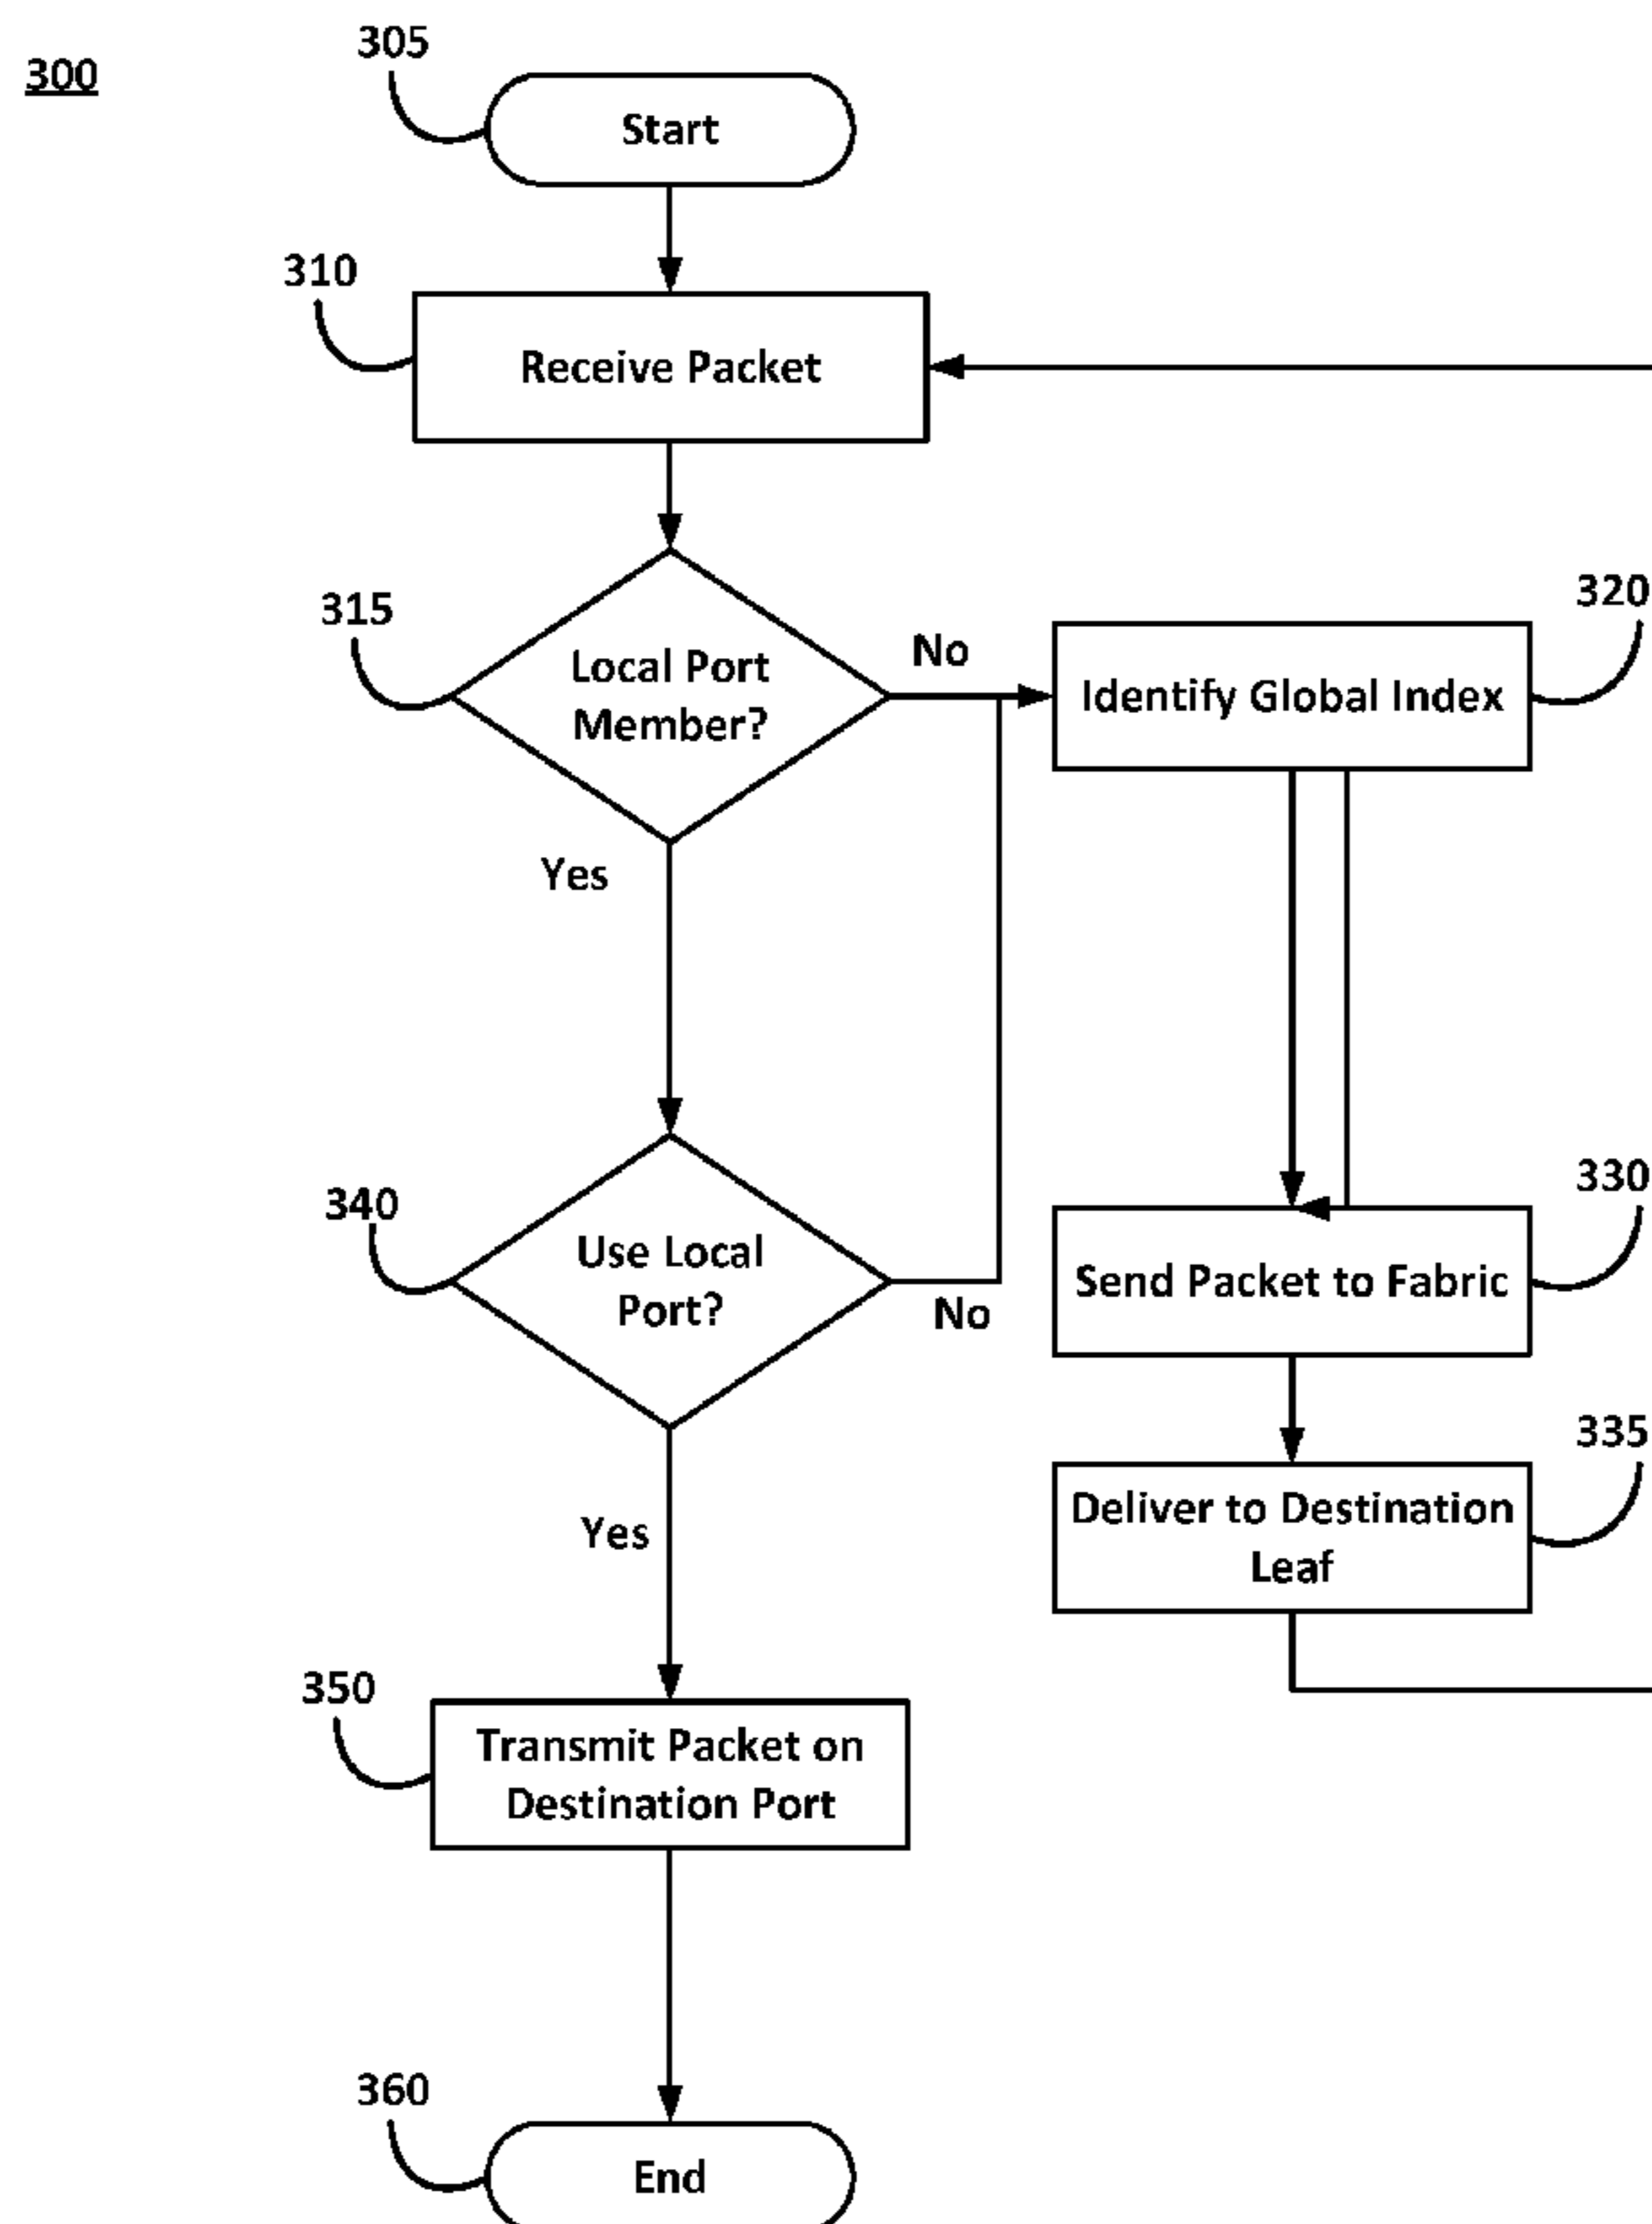 300
305
Start
310
Receive Packet
315
Local Port
Member?
No
320
Identify Global Index
Yes
340
Use Local
Port?
No
330
Send Packet to Fabric
335
Deliver to Destination
Leaf
Yes
350
Transmit Packet on
Destination Port
360
End